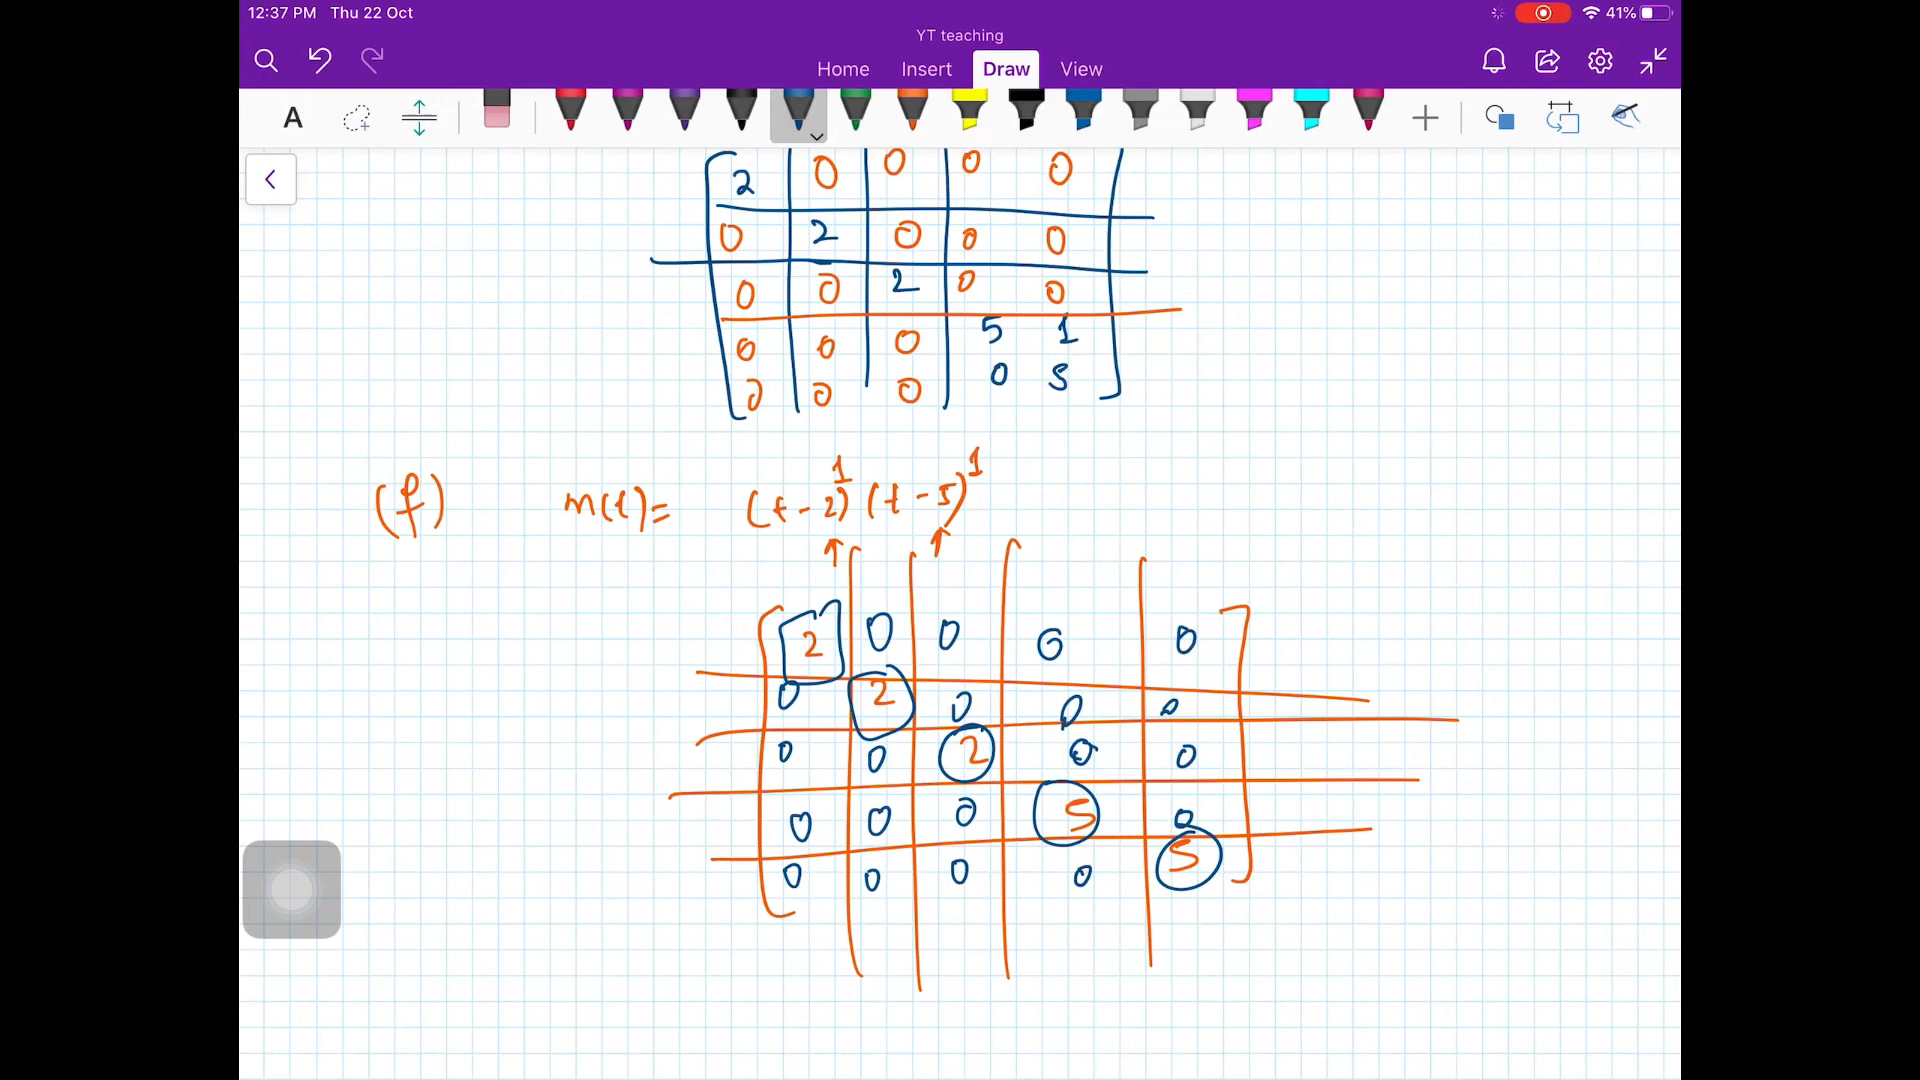 12:37 PM Thu 22 Oct 41%
YT teaching
Home Insert Draw View
A
2 0 0 0 0
0 2 0 0 0
0 0 2 0 0
0 0 0 5 1
0 0 0 0 5
(f) m(t)= (t-2)^1 (t-5)^1
2 0 0 0 0
0 2 0 0 0
0 0 2 0 0
0 0 0 5 0
0 0 0 0 5